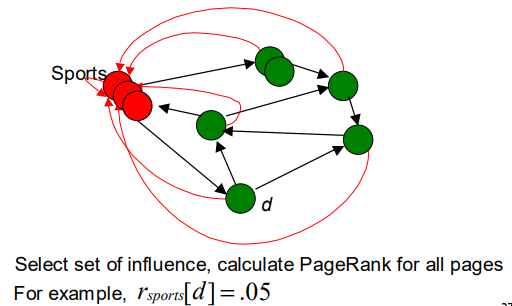 Sports
d
Select set of influence, calculate PageRank for all pages
For example, r_sports[d] = .05